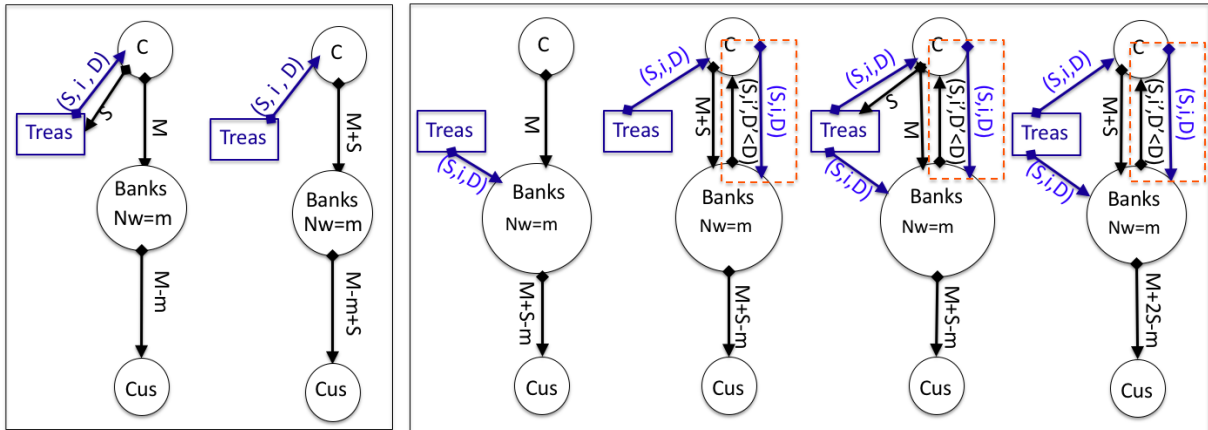 C
(S, i , D)
S
M
Treas
Banks
Nw=m
M-m
Cus
C
(S, i , D)
M+S
Treas
Banks
Nw=m
M-m+S
Cus
C
M
Treas
(S,i,D)
Banks
Nw=m
M+S-m
Cus
C
(S,i,D)
Treas
M+S
(S,i',D'<D)
(S,i,D)
Banks
Nw=m
M+S-m
Cus
C
(S,i,D)
S
Treas
M
(S,i',D'<D)
(S,i,D)
(S,i,D)
Banks
Nw=m
M+S-m
Cus
C
(S,i,D)
Treas
M+S
(S,i',D'<D)
(S,i,D)
(S,i,D)
Banks
Nw=m
M+2S-m
Cus